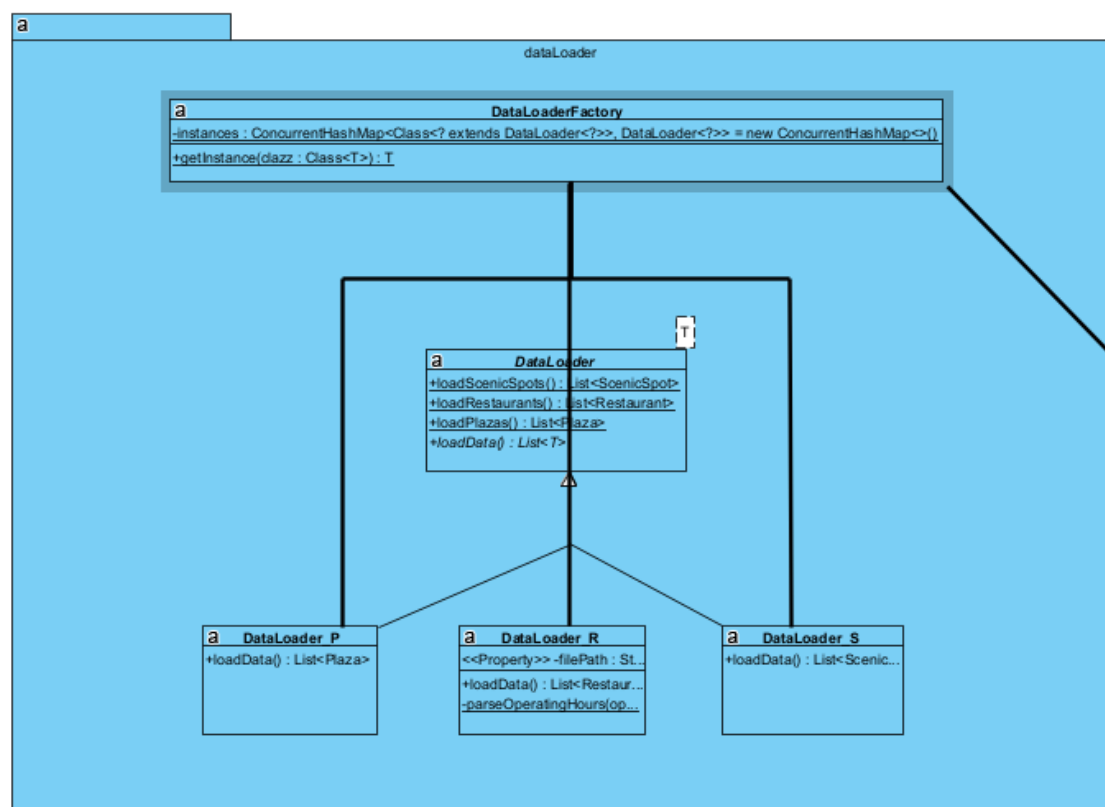 a
dataLoader
a
DataLoaderFactory
-instances : ConcurrentHashMap<Class<? extends DataLoader<?>>, DataLoader<?>> = new ConcurrentHashMap<>()
+getInstance(clazz : Class<T>) : T
T
a
DataLoader
+loadScenicSpots() : List<ScenicSpot>
+loadRestaurants() : List<Restaurant>
+loadPlazas() : List<Plaza>
+loadData() : List<T>
a
DataLoader_P
+loadData() : List<Plaza>
a
DataLoader_R
<<Property>> -filePath : St...
+loadData() : List<Restaur...
-parseOperatingHours(op...
a
DataLoader_S
+loadData() : List<Scenic...